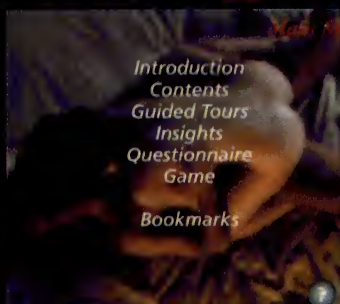 Introduction
Contents
Guided Tours
Insights
Questionnaire
Game
Bookmarks
?